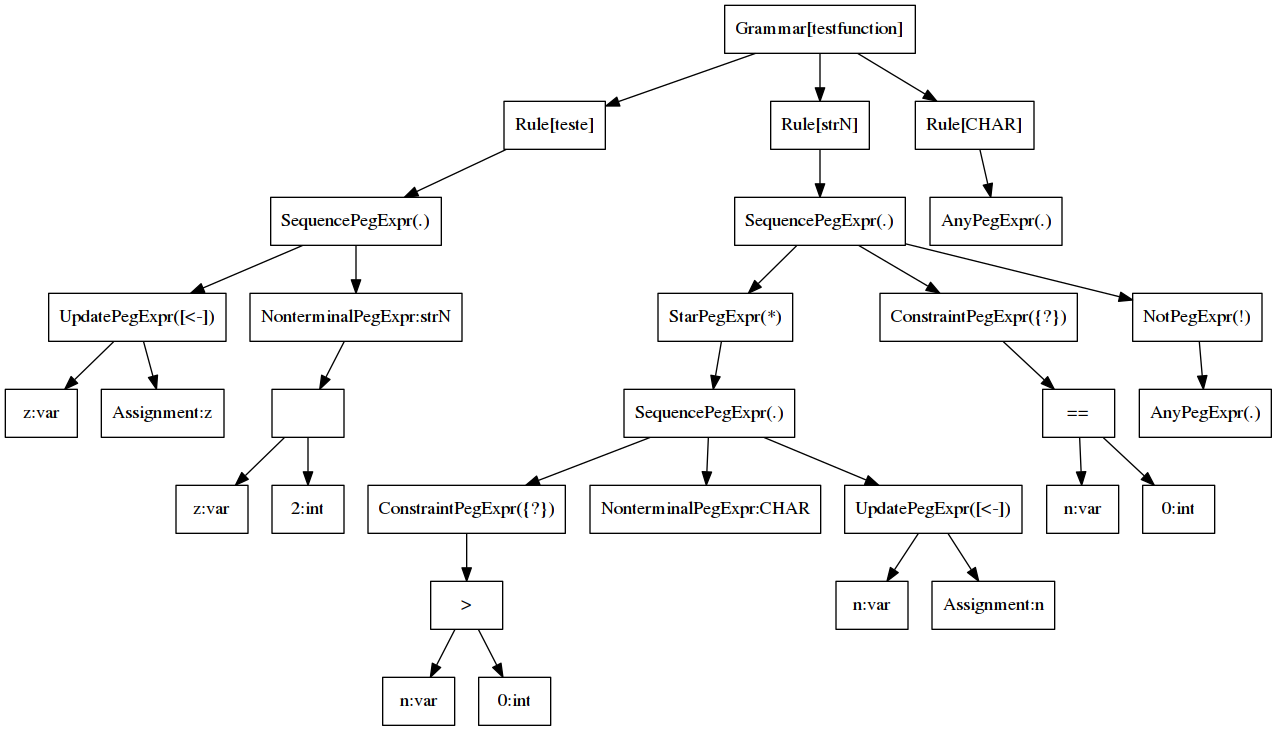 Grammar[testfunction]
Rule[teste]
Rule[strN]
Rule[CHAR]
SequencePegExpr(.)
SequencePegExpr(.)
AnyPegExpr(.)
UpdatePegExpr([<-])
NonterminalPegExpr:strN
StarPegExpr(*)
ConstraintPegExpr({?})
NotPegExpr(!)
z:var
Assignment:z
SequencePegExpr(.)
==
AnyPegExpr(.)
z:var
2:int
ConstraintPegExpr({?})
NonterminalPegExpr:CHAR
UpdatePegExpr([<-])
n:var
0:int
>
n:var
Assignment:n
n:var
0:int